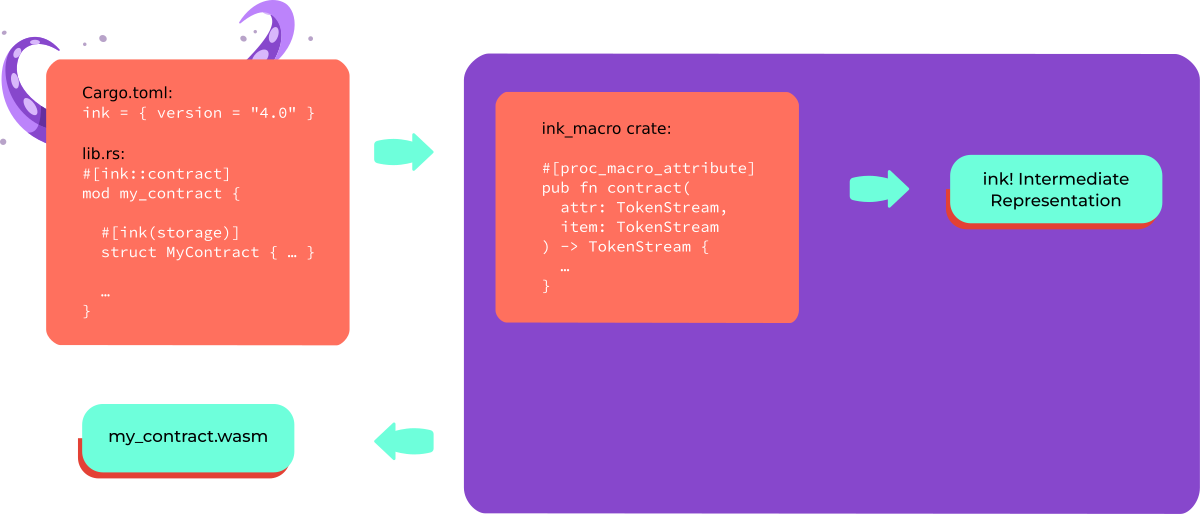 Cargo.toml:
ink = { version = "4.0" }
lib.rs:
#[ink::contract]
mod my_contract {
#[ink(storage)]
struct MyContract { … }
…
}
ink_macro crate:
#[proc_macro_attribute]
pub fn contract(
attr: TokenStream,
item: TokenStream
) -> TokenStream {
…
}
ink! Intermediate
Representation
my_contract.wasm